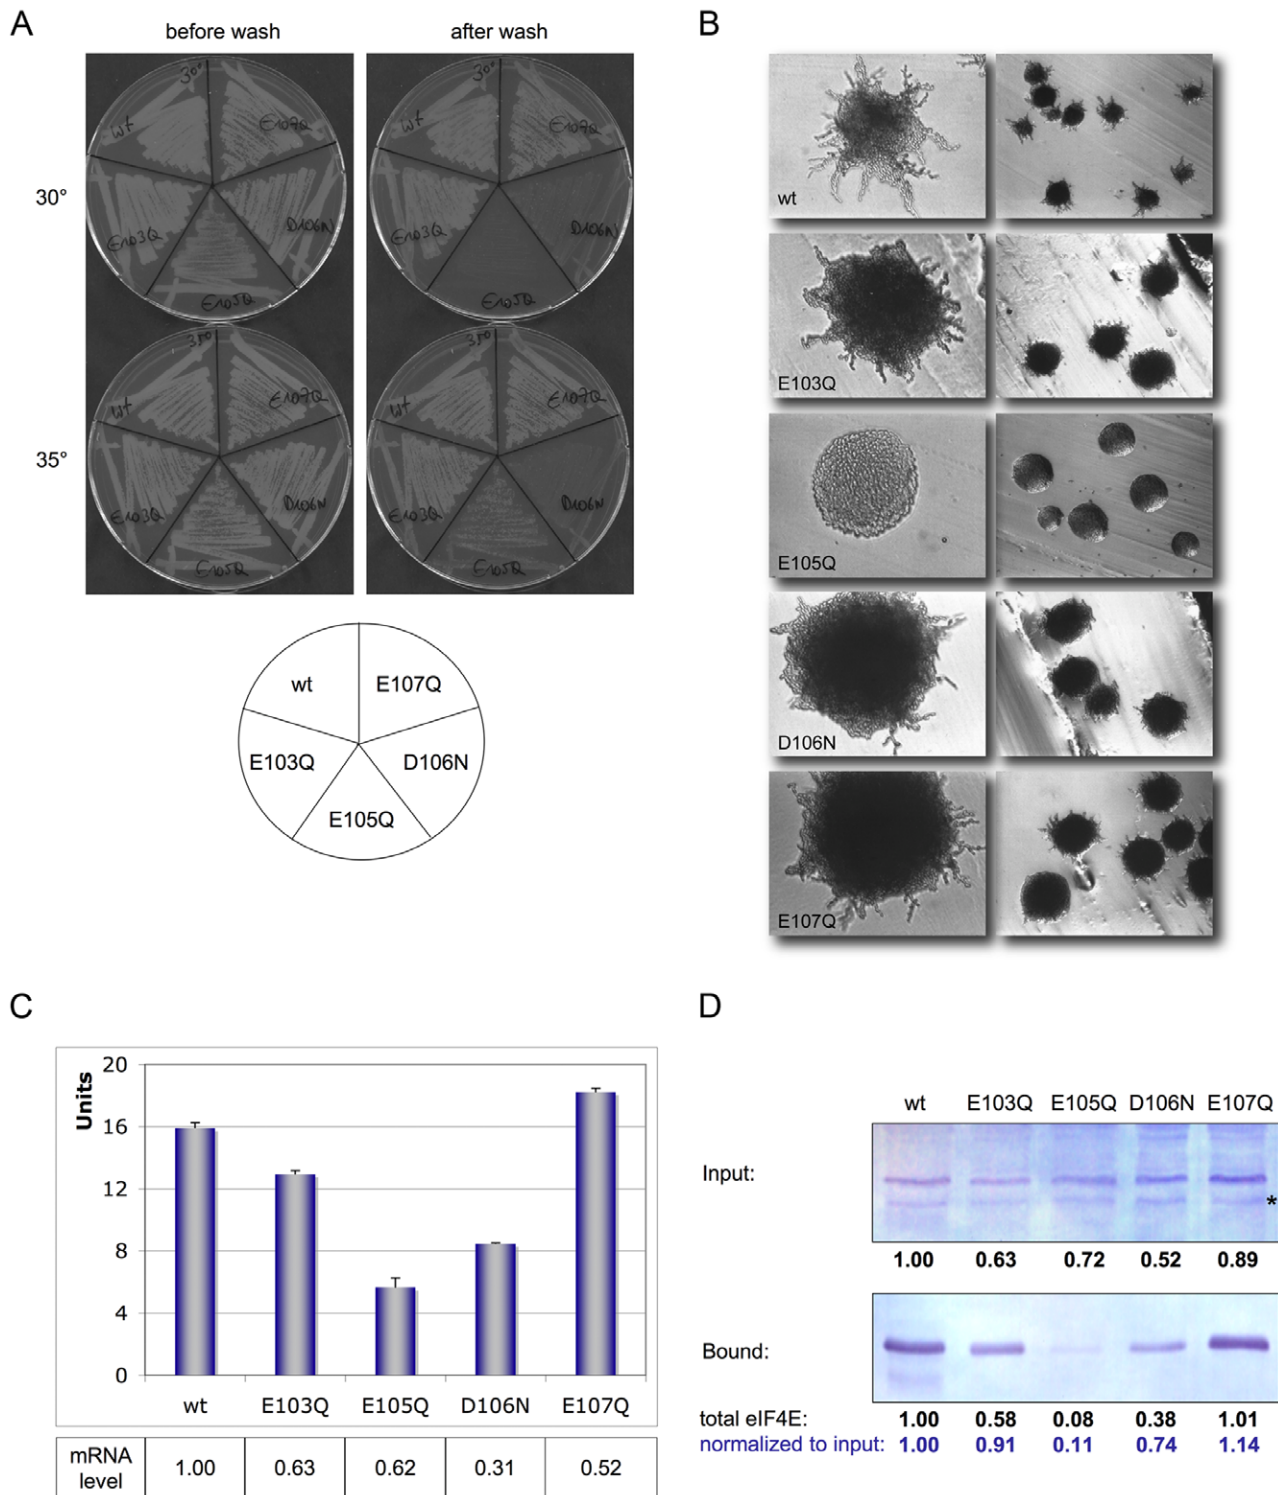 A
before wash
after wash
30°
30°
wt
E107Q
E103Q
D106N
E105Q
30°
wt
E107Q
E103Q
D106N
E105Q
35°
35°
wt
E107Q
E103Q
D106N
E105Q
35°
wt
E107Q
E103Q
D106N
E105Q
wt
E107Q
E103Q
D106N
E105Q
B
wt
E103Q
E105Q
D106N
E107Q
C
Units
20
16
12
8
4
0
wt E103Q E105Q D106N E107Q
mRNA level 1.00 0.63 0.62 0.31 0.52
D
wt E103Q E105Q D106N E107Q
Input:
*
1.00 0.63 0.72 0.52 0.89
Bound:
total eIF4E: 1.00 0.58 0.08 0.38 1.01
normalized to input: 1.00 0.91 0.11 0.74 1.14